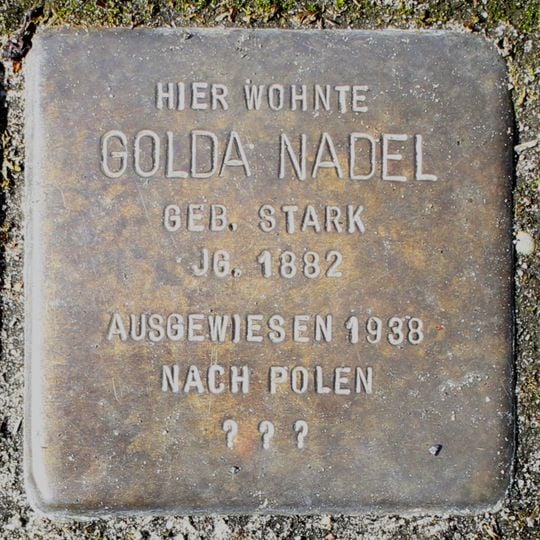 HIER WOHNTE
GOLDA NADEL
GEB. STARK
JG. 1882
AUSGEWIESEN 1938
NACH POLEN
? ? ?